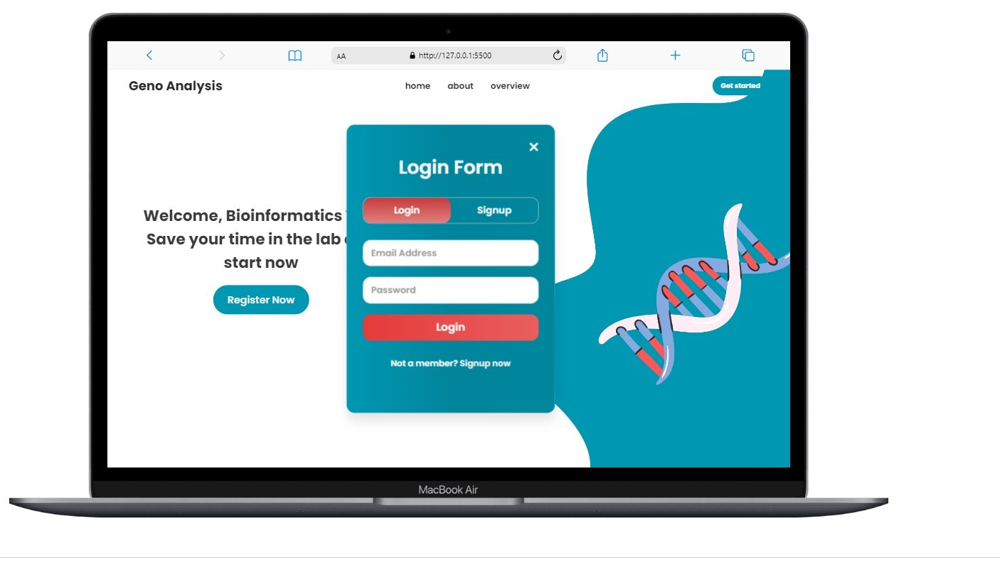 AA
http://127.0.0.1:5500
Geno Analysis
home about overview
Get started
Login Form
Login Signup
Welcome, Bioinformatics
Save your time in the lab
start now
Register Now
Email Address
Password
Login
Not a member? Signup now
MacBook Air